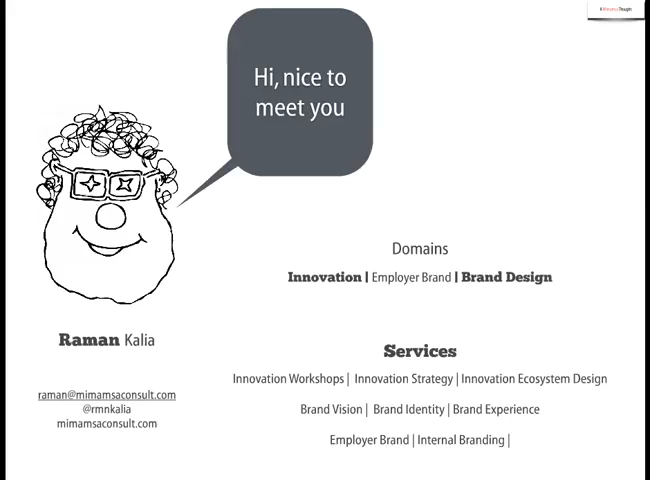 Hi, nice to
meet you
Domains
Innovation | Employer Brand | Brand Design
Raman Kalia
Services
Innovation Workshops | Innovation Strategy | Innovation Ecosystem Design
raman@mimamsaconsult.com
@rmnkalia
mimamsaconsult.com
Brand Vision | Brand Identity | Brand Experience
Employer Brand | Internal Branding |